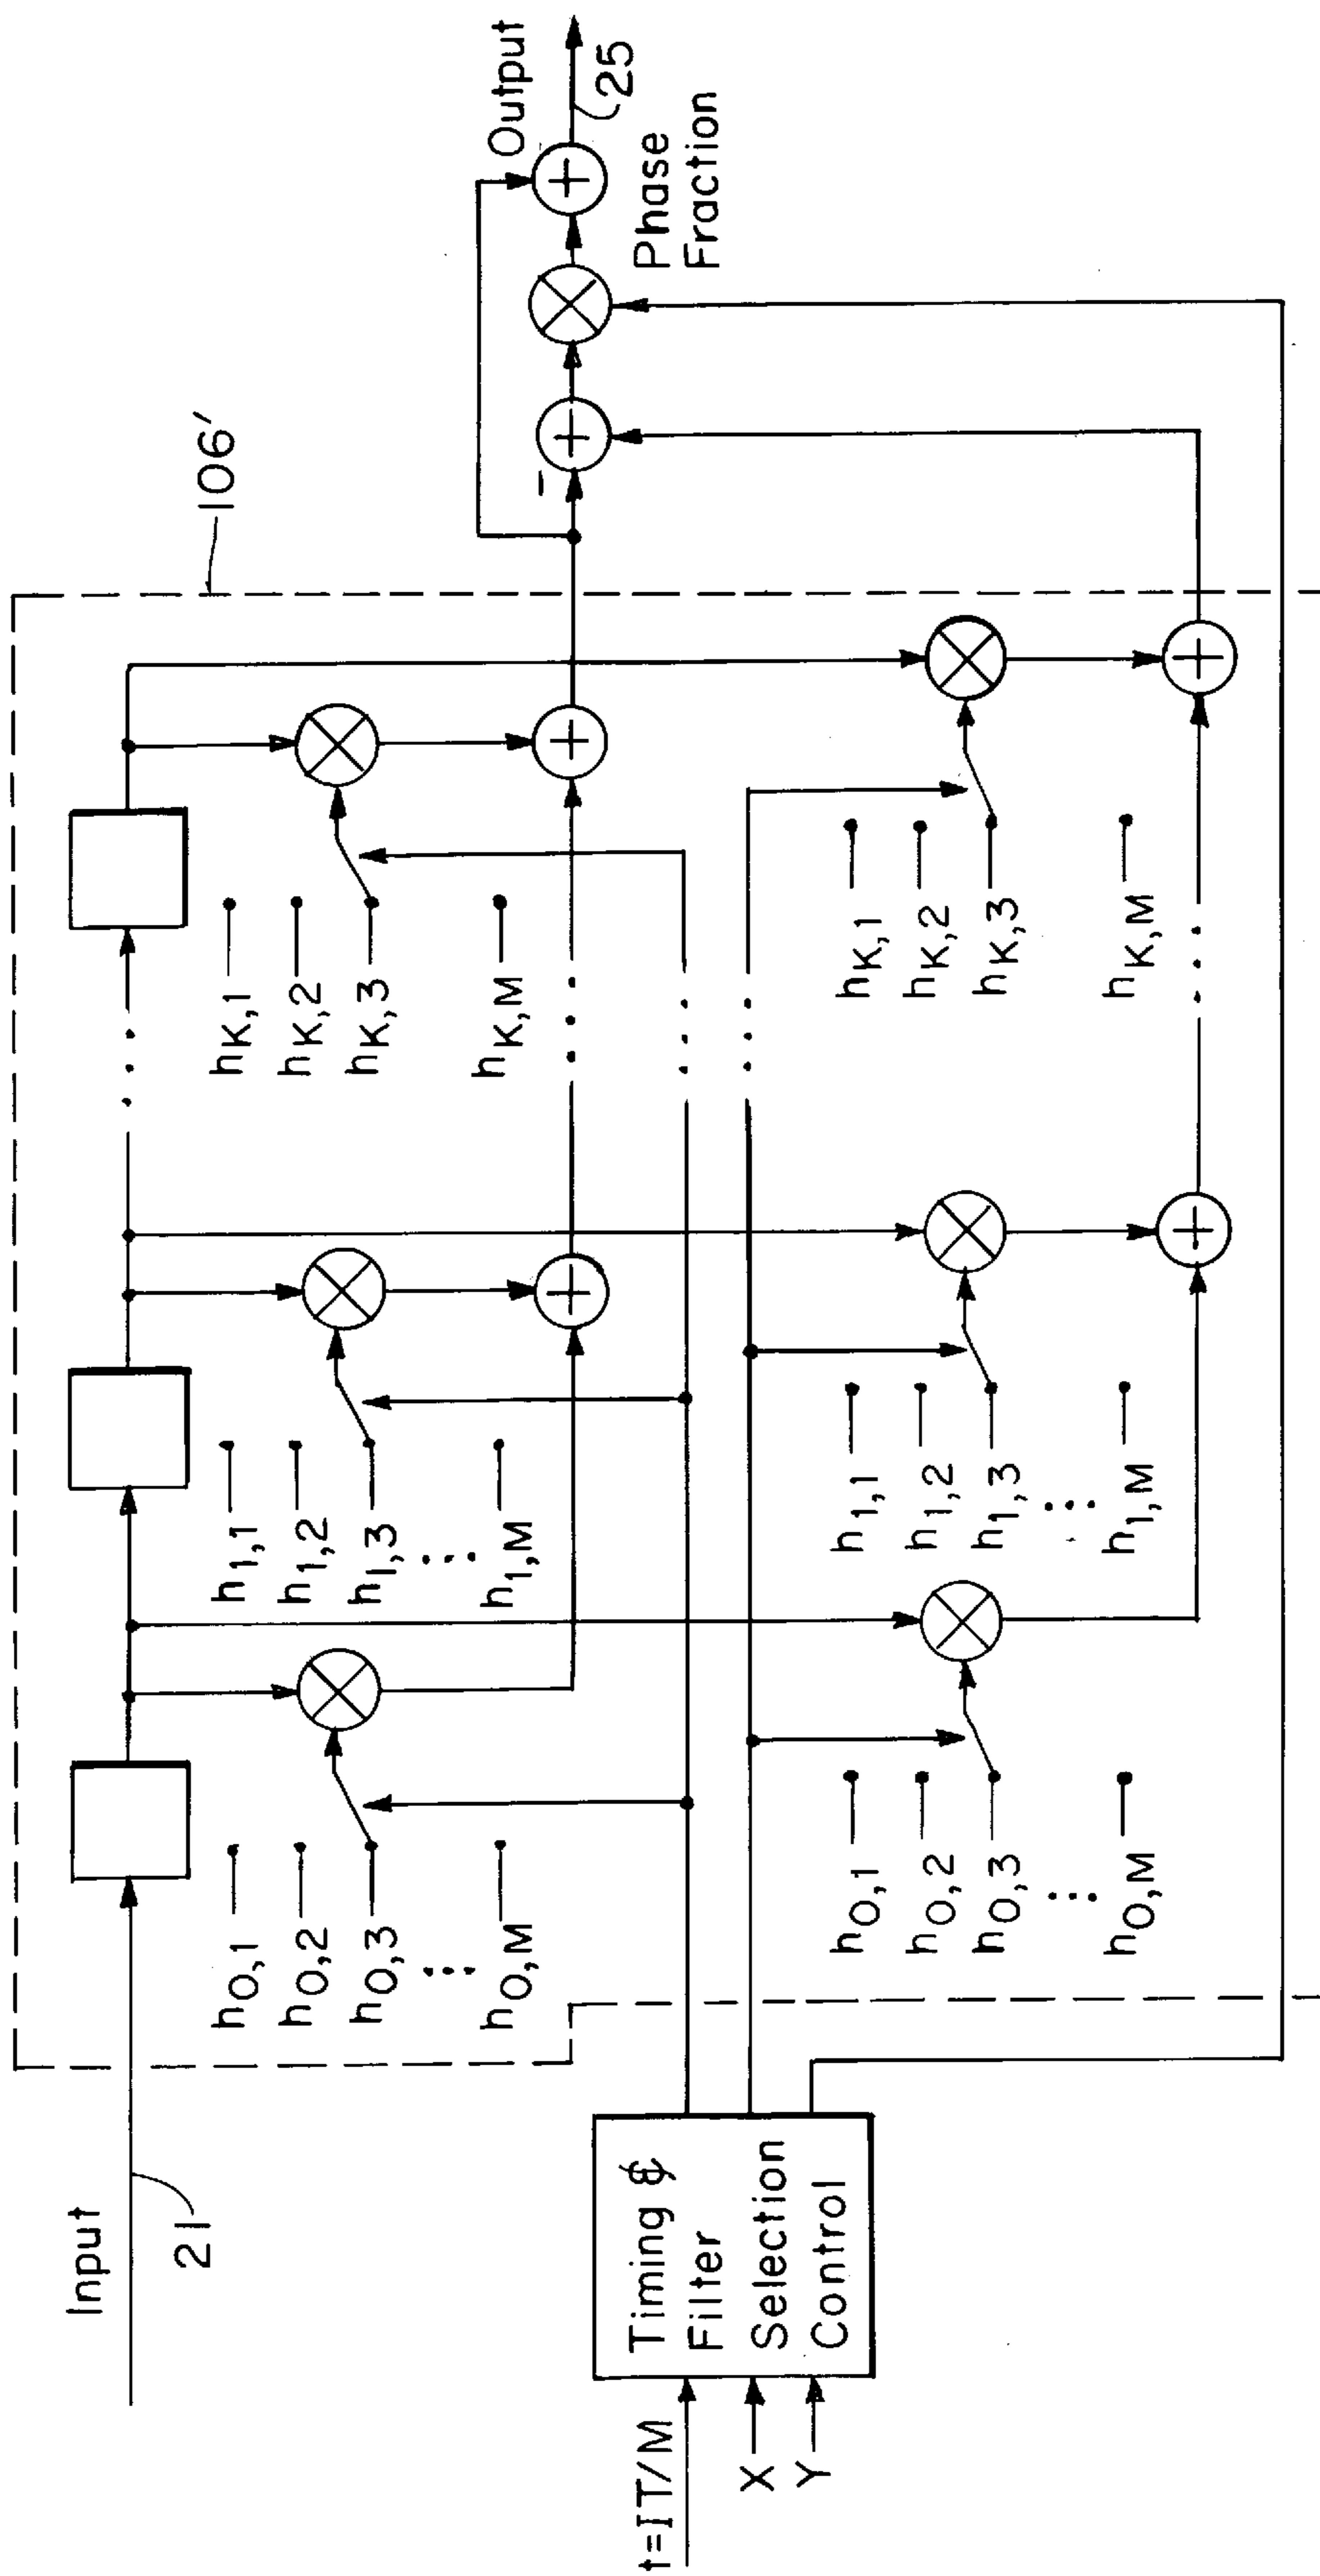 Input
21
h0,1
h0,2
h0,3
⋮
h0,M
h1,1
h1,2
h1,3
⋮
h1,M
...
hK,1
hK,2
hK,3
hK,M
106'
...
...
...
t=IT/M
X
Y
Timing &
Filter
Selection
Control
h0,1
h0,2
h0,3
⋮
h0,M
h1,1
h1,2
h1,3
⋮
h1,M
hK,1
hK,2
hK,3
hK,M
...
−
Output
25
Phase
Fraction